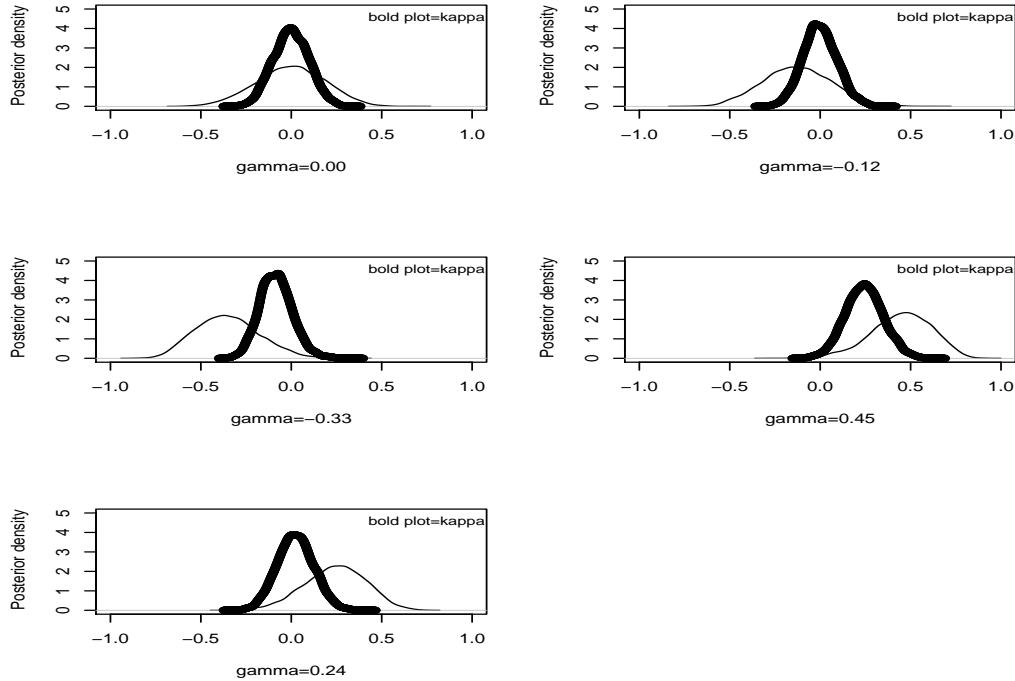 bold plot=kappa
Posterior density
0 1 2 3 4 5
−1.0 −0.5 0.0 0.5 1.0
gamma=0.00
bold plot=kappa
Posterior density
0 1 2 3 4 5
−1.0 −0.5 0.0 0.5 1.0
gamma=−0.12
bold plot=kappa
Posterior density
0 1 2 3 4 5
−1.0 −0.5 0.0 0.5 1.0
gamma=−0.33
bold plot=kappa
Posterior density
0 1 2 3 4 5
−1.0 −0.5 0.0 0.5 1.0
gamma=0.45
bold plot=kappa
Posterior density
0 1 2 3 4 5
−1.0 −0.5 0.0 0.5 1.0
gamma=0.24